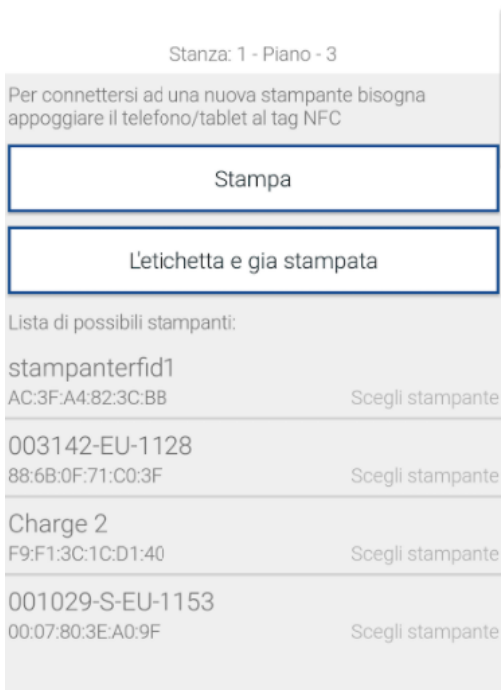 Stanza: 1 - Piano - 3
Per connettersi ad una nuova stampante bisogna
appoggiare il telefono/tablet al tag NFC
Stampa
L'etichetta e gia stampata
Lista di possibili stampanti:
stampanterfid1
AC:3F:A4:82:3C:BB
Scegli stampante
003142-EU-1128
88:6B:0F:71:C0:3F
Scegli stampante
Charge 2
F9:F1:3C:1C:D1:40
Scegli stampante
001029-S-EU-1153
00:07:80:3E:A0:9F
Scegli stampante